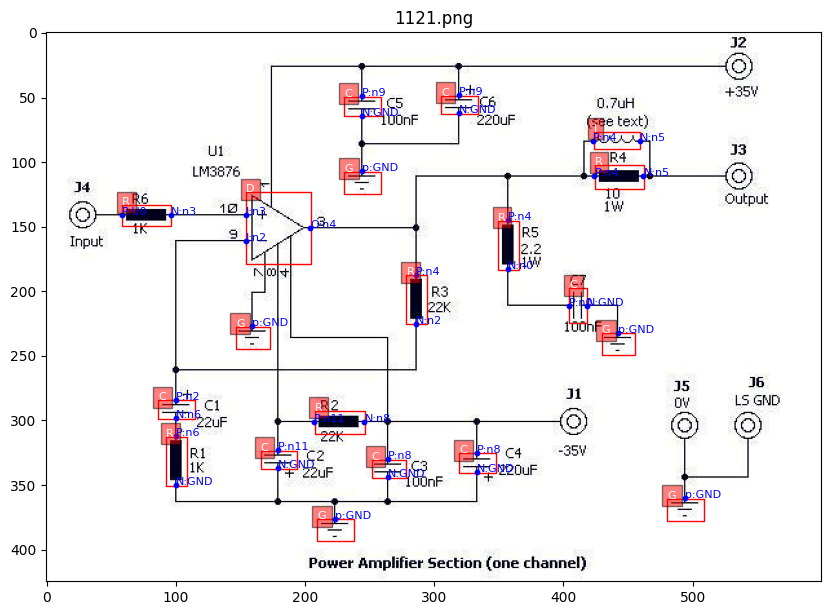 1121.png
J2
+35V
P:n9
P:n9
C
C
C5
+
C6
N:GND
N:GND
100nF
220uF
0.7uH
(see text)
P:n4
N:n5
U1
LM3876
C
p:GND
R
R4
P:n4
N:n5
10
1W
J3
Output
J4
R
R6
N:n3
1K
Input
D
1
10
I:n3
+
9
I:n2
3
O:n4
7
8
4
R
P:n4
R5
2.2
1W
R
P:n4
R3
22K
N:n2
C
C7
N:GND
100nF
G
p:GND
G
p:GND
C
P:n2
+
C1
N:n6
22uF
R
P:n6
R1
1K
N:GND
R
R2
P:n11
N:n8
22K
J1
-35V
C
P:n11
C2
N:GND
22uF
+
C
P:n8
C3
N:GND
100nF
C
P:n8
C4
N:GND
220uF
+
G
p:GND
J5
0V
J6
LS GND
G
p:GND
Power Amplifier Section (one channel)
0
50
100
150
200
250
300
350
400
0
100
200
300
400
500